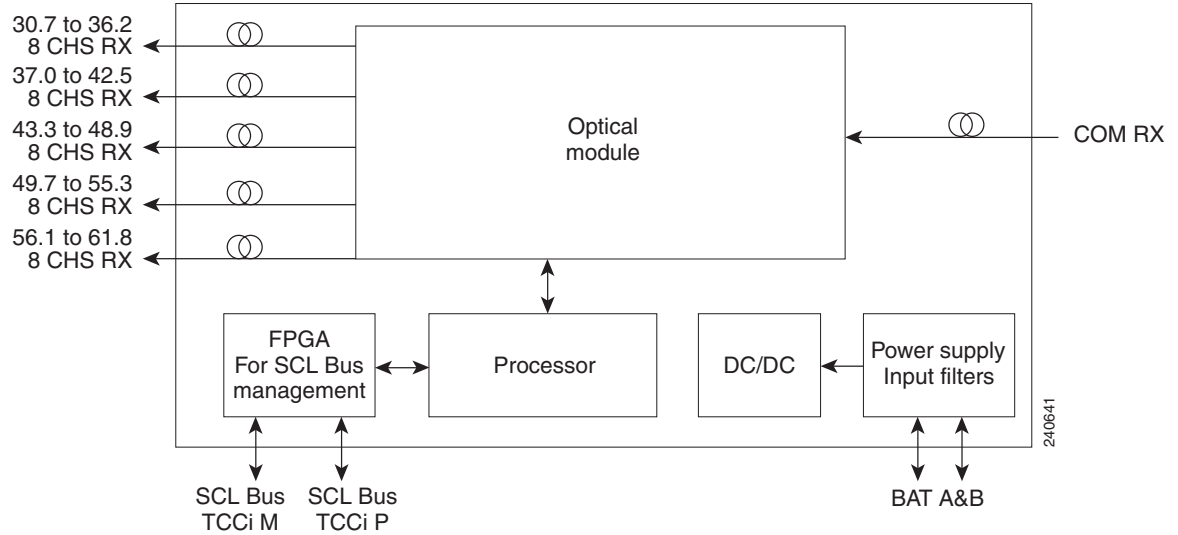 30.7 to 36.2
8 CHS RX
37.0 to 42.5
8 CHS RX
43.3 to 48.9
8 CHS RX
49.7 to 55.3
8 CHS RX
56.1 to 61.8
8 CHS RX
Optical
module
COM RX
FPGA
For SCL Bus
management
Processor
DC/DC
Power supply
Input filters
240641
SCL Bus
TCCi M
SCL Bus
TCCi P
BAT A&B